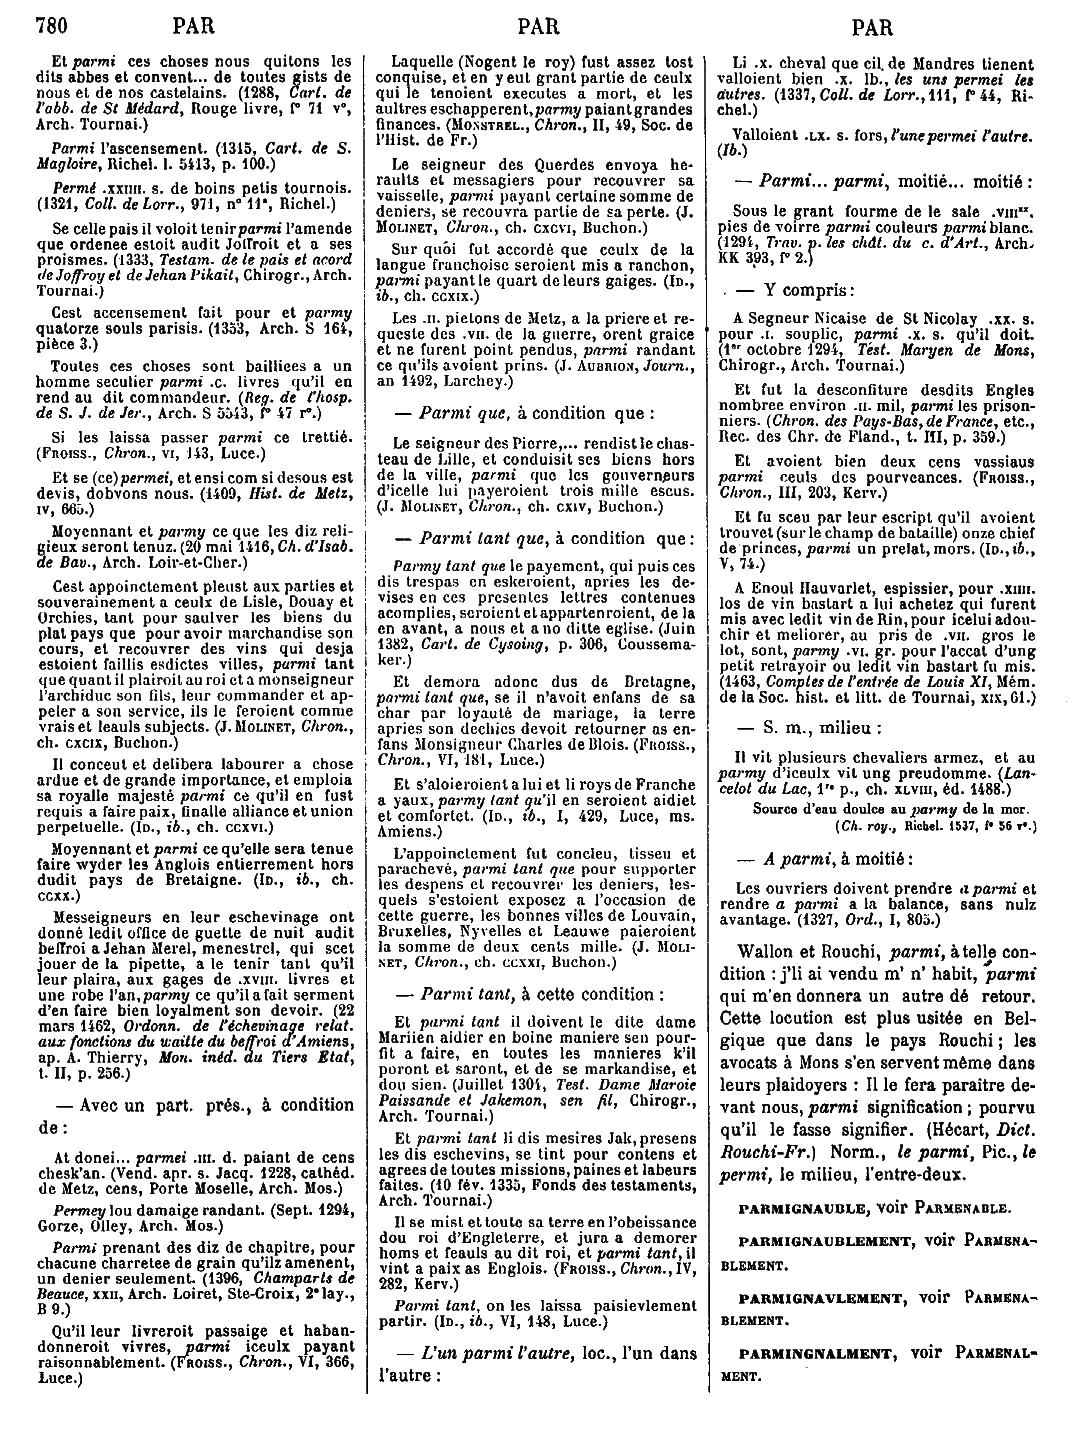 780 PAR PAR PAR
Et parmi ces choses nous quitons les
dits abbes et convent... de toutes gists de
nous et de nos castelains. (1288, Cart. de
l'abb. de St Médard, Rouge livre, f° 71 v°,
Arch. Tournai.)
Parmi l'ascensement. (1315, Cart. de S.
Magloire, Richel. l. 5413, p. 100.)
Permé .XXIIII. s. de boins petis tournois.
(1321, Coll. de Lorr., 971, n° 11*, Richel.)
Se celle pais il voloit tenir parmi l'amende
que ordenee estoit audit Joffroit et a ses
proismes. (1333, Testam. de le pais et acord
de Joffroy et de Jehan Pikait, Chirogr., Arch.
Tournai.)
Cest accensement fait pour et parmy
quatorze souls parisis. (1353, Arch. S 164,
pièce 3.)
Toutes ces choses sont bailliees a un
homme seculier parmi .c. livres qu'il en
rend au dit commandeur. (Reg. de l'hosp.
de S. J. de Jer., Arch. S 5543, f° 47 r°.)
Si les laissa passer parmi ce trettié.
(FROISS., Chron., VI, 143, Luce.)
Et se (ce) permei, et ensi com si desous est
devis, dobvons nous. (1409, Hist. de Metz,
IV, 665.)
Moyennant et parmy ce que les diz reli-
gieux seront tenuz. (20 mai 1416, Ch. d'Isab.
de Bav., Arch. Loir-et-Cher.)
Cest appoinctement pleust aux parties et
souverainement a ceulx de Lisle, Douay et
Orchies, tant pour saulver les biens du
plat pays que pour avoir marchandise son
cours, et recouvrer des vins qui desja
estoient faillis esdictes villes, parmi tant
que quant il plairoit au roi et a monseigneur
l'archiduc son fils, leur commander et ap-
peler a son service, ils le feroient comme
vrais et leauls subjects. (J. MOLINET, Chron.,
ch. CXCIX, Buchon.)
Il conceut et delibera labourer a chose
ardue et de grande importance, et emploia
sa royalle majesté parmi ce qu'il en fust
requis a faire paix, finalle alliance et union
perpetuelle. (ID., ib., ch. CCXVI.)
Moyennant et parmi ce qu'elle sera tenue
faire wyder les Anglois entierrement hors
dudit pays de Bretaigne. (ID., ib., ch.
CCXX.)
Messeigneurs en leur eschevinage ont
donné ledit office de guette de nuit audit
beffroi a Jehan Merel, menestrel, qui scet
jouer de la pipette, a le tenir tant qu'il
leur plaira, aux gages de .XVIII. livres et
une robe l'an, parmy ce qu'il a fait serment
d'en faire bien loyalment son devoir. (22
mars 1462, Ordonn. de l'échevinage relat.
aux fonctions du waitte du beffroi d'Amiens,
ap. A. Thierry, Mon. inéd. du Tiers Etat,
t. II, p. 256.)
— Avec un part. prés., à condition
de :
At donei... parmei .III. d. paiant de cens
chesk'an. (Vend. apr. s. Jacq. 1228, cathéd.
de Metz, cens, Porte Moselle, Arch. Mos.)
Permey lou damaige randant. (Sept. 1294,
Gorze, Olley, Arch. Mos.)
Parmi prenant des diz de chapitre, pour
chacune charretee de grain qu'ilz amenent,
un denier seulement. (1396, Champarts de
Beauce, XXII, Arch. Loiret, Ste-Croix, 2° lay.,
B 9.)
Qu'il leur livreroit passaige et haban-
donneroit vivres, parmi iceulx payant
raisonnablement. (FROISS., Chron., VI, 366,
Luce.)
Laquelle (Nogent le roy) fust assez tost
conquise, et en y eut grant partie de ceulx
qui le tenoient executes a mort, et les
aultres eschapperent, parmy paiant grandes
finances. (MONSTREL., Chron., II, 49, Soc. de
l'Hist. de Fr.)
Le seigneur des Querdes envoya he-
raults et messagiers pour recouvrer sa
vaisselle, parmi payant certaine somme de
deniers, se recouvra partie de sa perte. (J.
MOLINET, Chron., ch. CXCVI, Buchon.)
Sur quoi fut accordé que ceulx de la
langue franchoise seroient mis a ranchon,
parmi payant le quart de leurs gaiges. (ID.,
ib., ch. CCXIX.)
Les .II. pietons de Metz, a la priere et re-
queste des .VII. de la guerre, orent graice
et ne furent point pendus, parmi randant
ce qu'ils avoient prins. (J. AUBRION, Journ.,
an 1492, Larchey.)
— Parmi que, à condition que :
Le seigneur des Pierre,... rendist le chas-
teau de Lille, et conduisit ses biens hors
de la ville, parmi que les gouverneurs
d'icelle lui payeroient trois mille escus.
(J. MOLINET, Chron., ch. CXIV, Buchon.)
— Parmi tant que, à condition que :
Parmy tant que le payement, qui puis ces
dis trespas en eskeroient, apries les de-
vises en ces presentes lettres contenues
acomplies, seroient et appartenroient, de la
en avant, a nous et a no ditte eglise. (Juin
1382, Cart. de Cysoing, p. 306, Coussema-
ker.)
Et demora adonc dus de Bretagne,
parmi tant que, se il n'avoit enfans de sa
char par loyauté de mariage, la terre
apries son dechies devoit retourner as en-
fans Monsigneur Charles de Blois. (FROISS.,
Chron., VI, 181, Luce.)
Et s'aloieroient a lui et li roys de Franche
a yaux, parmy tant qu'il en seroient aidiet
et comfortet. (ID., ib., I, 429, Luce, ms.
Amiens.)
L'appoinctement fut concleu, tisseu et
parachevé, parmi tant que pour supporter
les despens et recouvrer les deniers, les-
quels s'estoient exposez a l'occasion de
cette guerre, les bonnes villes de Louvain,
Bruxelles, Nyvelles et Leauwe paieroient
la somme de deux cents mille. (J. MOLI-
NET, Chron., ch. CCXXI, Buchon.)
— Parmi tant, à cette condition :
Et parmi tant il doivent le dite dame
Mariien aidier en boine maniere sen pour-
fit a faire, en toutes les manieres k'il
poront et saront, et de se markandise, et
dou sien. (Juillet 1304, Test. Dame Maroie
Paissande et Jakemon, sen fil, Chirogr.,
Arch. Tournai.)
Et parmi tant li dis mesires Jak, presens
les dis eschevins, se tint pour contens et
agrees de toutes missions, paines et labeurs
faites. (10 fév. 1335, Fonds des testaments,
Arch. Tournai.)
Il se mist et toute sa terre en l'obeissance
dou roi d'Engleterre, et jura a demorer
homs et feauls au dit roi, et parmi tant, il
vint a paix as Englois. (FROISS., Chron., IV,
282, Kerv.)
Parmi tant, on les laissa paisievlement
partir. (ID., ib., VI, 148, Luce.)
— L'un parmi l'autre, loc., l'un dans
l'autre :
Li .x. cheval que cil de Mandres tienent
valloient bien .x. lb., les uns permei les
autres. (1337, Coll. de Lorr., 111, f° 44, Ri-
chel.)
Valloient .LX. s. fors, l'une permei l'autre.
(Ib.)
— Parmi... parmi, moitié... moitié :
Sous le grant fourme de le sale .VIIIxx.
pies de voirre parmi couleurs parmi blanc.
(1294, Trav. p. les chât. du c. d'Art., Arch.
KK 393, f° 2.)
— Y compris :
A Segneur Nicaise de St Nicolay .XX. s.
pour .I. souplic, parmi .x. s. qu'il doit.
(1er octobre 1294, Test. Maryen de Mons,
Chirogr., Arch. Tournai.)
Et fut la desconfiture desdits Engles
nombree environ .II. mil, parmi les prison-
niers. (Chron. des Pays-Bas, de France, etc.,
Rec. des Chr. de Fland., t. III, p. 359.)
Et avoient bien deux cens vassiaus
parmi ceuls des pourveances. (FROISS.,
Chron., III, 203, Kerv.)
Et fu sceu par leur escript qu'il avoient
trouvet (sur le champ de bataille) onze chief
de princes, parmi un prelat, mors. (ID., ib.,
V, 74.)
A Enoul Hauvarlet, espissier, pour .XIIII.
los de vin bastart a lui achetez qui furent
mis avec ledit vin de Rin, pour icelui adou-
chir et meliorer, au pris de .VII. gros le
lot, sont, parmy .VI. gr. pour l'accat d'ung
petit retrayoir ou ledit vin bastart fu mis.
(1463, Comptes de l'entrée de Louis XI, Mém.
de la Soc. hist. et litt. de Tournai, XIX, 61.)
— S. m., milieu :
Il vit plusieurs chevaliers armez, et au
parmy d'iceulx vit ung preudomme. (Lan-
celot du Lac, 1re p., ch. XLVIII, éd. 1488.)
Source d'eau doulce au parmy de la mer.
(Ch. roy., Richel. 1537, f° 56 r°.)
— A parmi, à moitié :
Les ouvriers doivent prendre a parmi et
rendre a parmi a la balance, sans nulz
avantage. (1327, Ord., I, 805.)
Wallon et Rouchi, parmi, à telle con-
dition : j'li ai vendu m' n' habit, parmi
qui m'en donnera un autre dé retour.
Cette locution est plus usitée en Bel-
gique que dans le pays Rouchi ; les
avocats à Mons s'en servent même dans
leurs plaidoyers : Il le fera paraître de-
vant nous, parmi signification ; pourvu
qu'il le fasse signifier. (Hécart, Dict.
Rouchi-Fr.) Norm., le parmi, Pic., le
permi, le milieu, l'entre-deux.
PARMIGNAUBLE, voir PARMENABLE.
PARMIGNAUBLEMENT, voir PARMENA-
BLEMENT.
PARMIGNAVLEMENT, voir PARMENA-
BLEMENT.
PARMINGNALMENT, voir PARMENAL-
MENT.